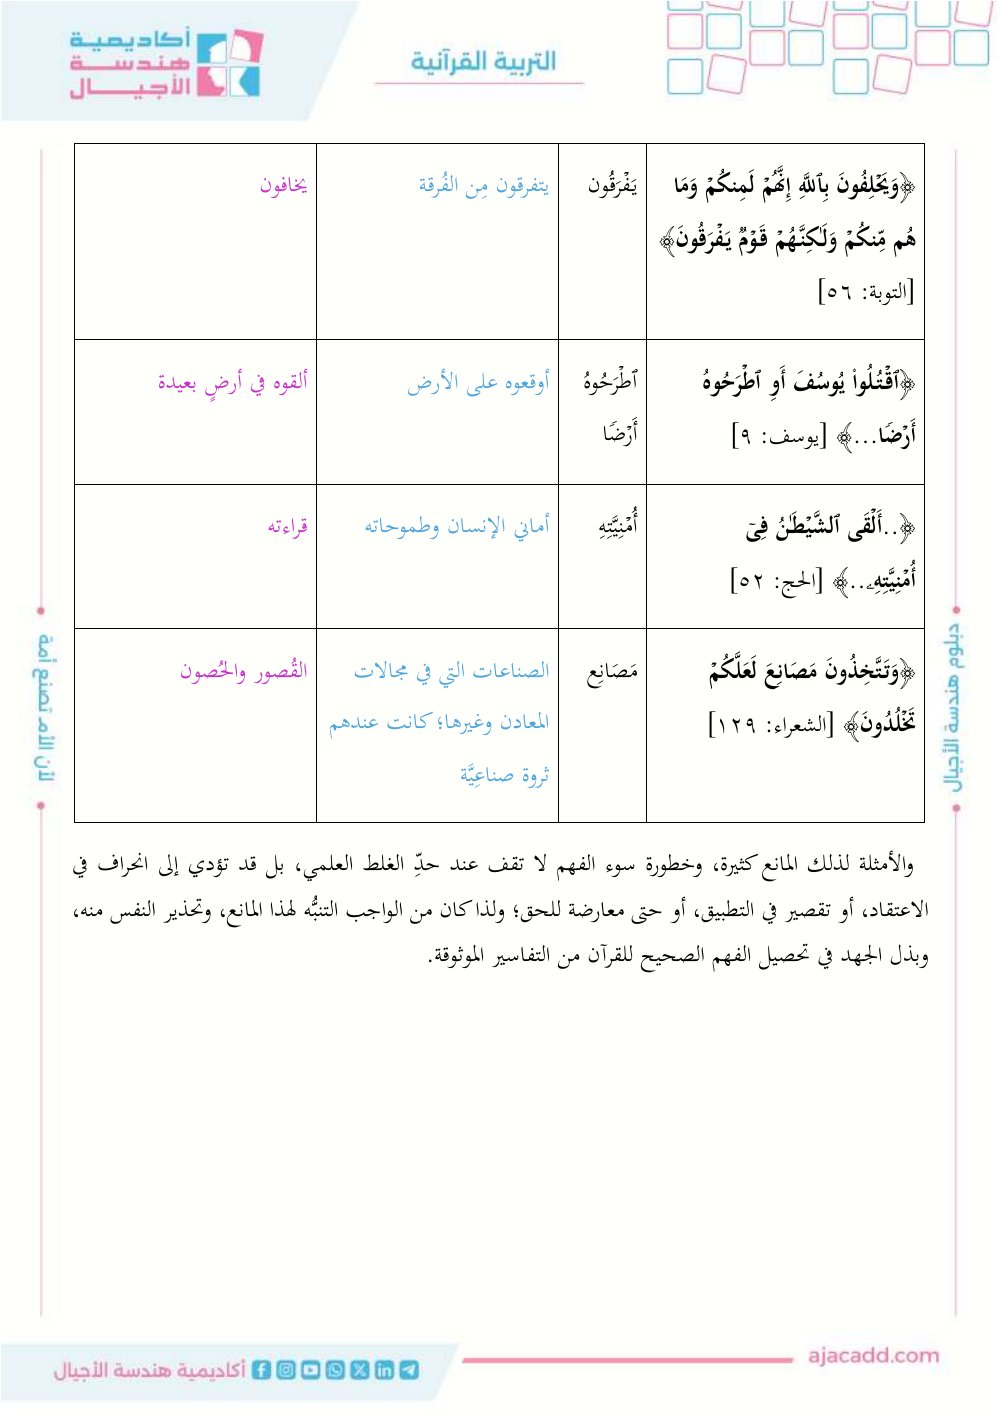 أكاديمية
هندسة
الأجيال
التربية القرآنية
﴿وَيَحْلِفُونَ بِٱللَّهِ إِنَّهُمْ لَمِنكُمْ وَمَا
هُم مِّنكُمْ وَلَٰكِنَّهُمْ قَوْمٌ يَفْرَقُونَ﴾
[التوبة: ٥٦]
يَفْرَقُون
يتفرقون مِن الفُرقة
يخافون
﴿ٱقْتُلُوا۟ يُوسُفَ أَوِ ٱطْرَحُوهُ
أَرْضًا...﴾ [يوسف: ٩]
ٱطْرَحُوهُ
أَرْضًا
أوقعوه على الأرض
ألقوه في أرضٍ بعيدة
﴿..أَلْقَى ٱلشَّيْطَٰنُ فِىٓ
أُمْنِيَّتِهِۦ..﴾ [الحج: ٥٢]
أُمْنِيَّتِهِ
أماني الإنسان وطموحاته
قراءته
﴿وَتَتَّخِذُونَ مَصَانِعَ لَعَلَّكُمْ
تَخْلُدُونَ﴾ [الشعراء: ١٢٩]
مَصَانِع
الصناعات التي في مجالات
المعادن وغيرها؛ كانت عندهم
ثروة صناعِيَّة
القُصور والحُصون
والأمثلة لذلك المانع كثيرة، وخطورة سوء الفهم لا تقف عند حدِّ الغلط العلمي، بل قد تؤدي إلى انحراف في
الاعتقاد، أو تقصير في التطبيق، أو حتى معارضة للحق؛ ولذا كان من الواجب التنبُّه لهذا المانع، وتحذير النفس منه،
وبذل الجهد في تحصيل الفهم الصحيح للقرآن من التفاسير الموثوقة.
دبلوم هندسة الأجيال
لأن الأم تصنع أمة
أكاديمية هندسة الأجيال
ajacadd.com